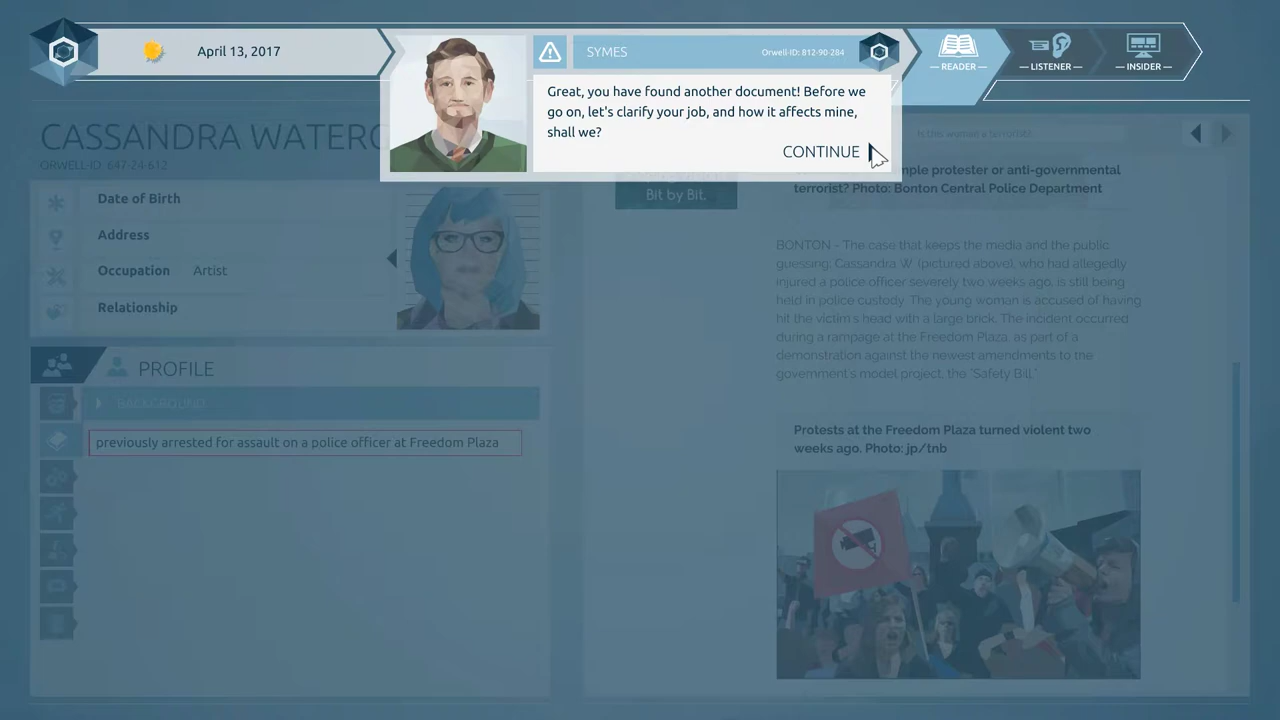 April 13, 2017
SYMES
Orwell-ID: 812-90-284
Great, you have found another document! Before we
go on, let's clarify your job, and how it affects mine,
shall we?
CONTINUE
— READER —
— LISTENER —
— INSIDER —
CASSANDRA
ORWELL-ID: 647-24-612
Date of Birth
Address
Occupation Artist
Relationship
PROFILE
BACKGROUND
previously arrested for assault on a police officer at Freedom Plaza
Is this woman a terrorist?
Bit by Bit.
protester or anti-governmental
terrorist? Photo: Bonton Central Police Department
BONTON - The case that keeps the media and the public
guessing: Cassandra W. (pictured above), who had allegedly
injured a police officer severely two weeks ago, is still being
held in police custody. The young woman is accused of having
hit the victim's head with a large brick. The incident occurred
during a rampage at the Freedom Plaza, as part of a
demonstration against the newest amendments to the
government's model project, the "Safety Bill."
Protests at the Freedom Plaza turned violent two
weeks ago. Photo: jp/tnb